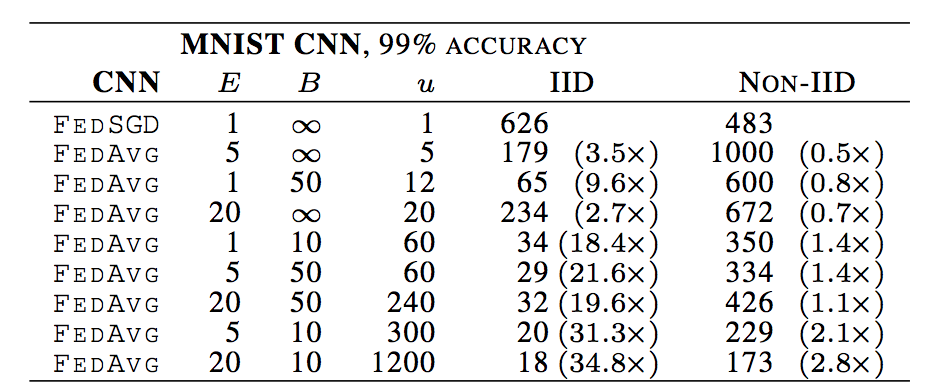 MNIST CNN, 99% ACCURACY
CNN E B u IID NON-IID
FEDSGD 1 ∞ 1 626 483
FEDAVG 5 ∞ 5 179 (3.5×) 1000 (0.5×)
FEDAVG 1 50 12 65 (9.6×) 600 (0.8×)
FEDAVG 20 ∞ 20 234 (2.7×) 672 (0.7×)
FEDAVG 1 10 60 34 (18.4×) 350 (1.4×)
FEDAVG 5 50 60 29 (21.6×) 334 (1.4×)
FEDAVG 20 50 240 32 (19.6×) 426 (1.1×)
FEDAVG 5 10 300 20 (31.3×) 229 (2.1×)
FEDAVG 20 10 1200 18 (34.8×) 173 (2.8×)